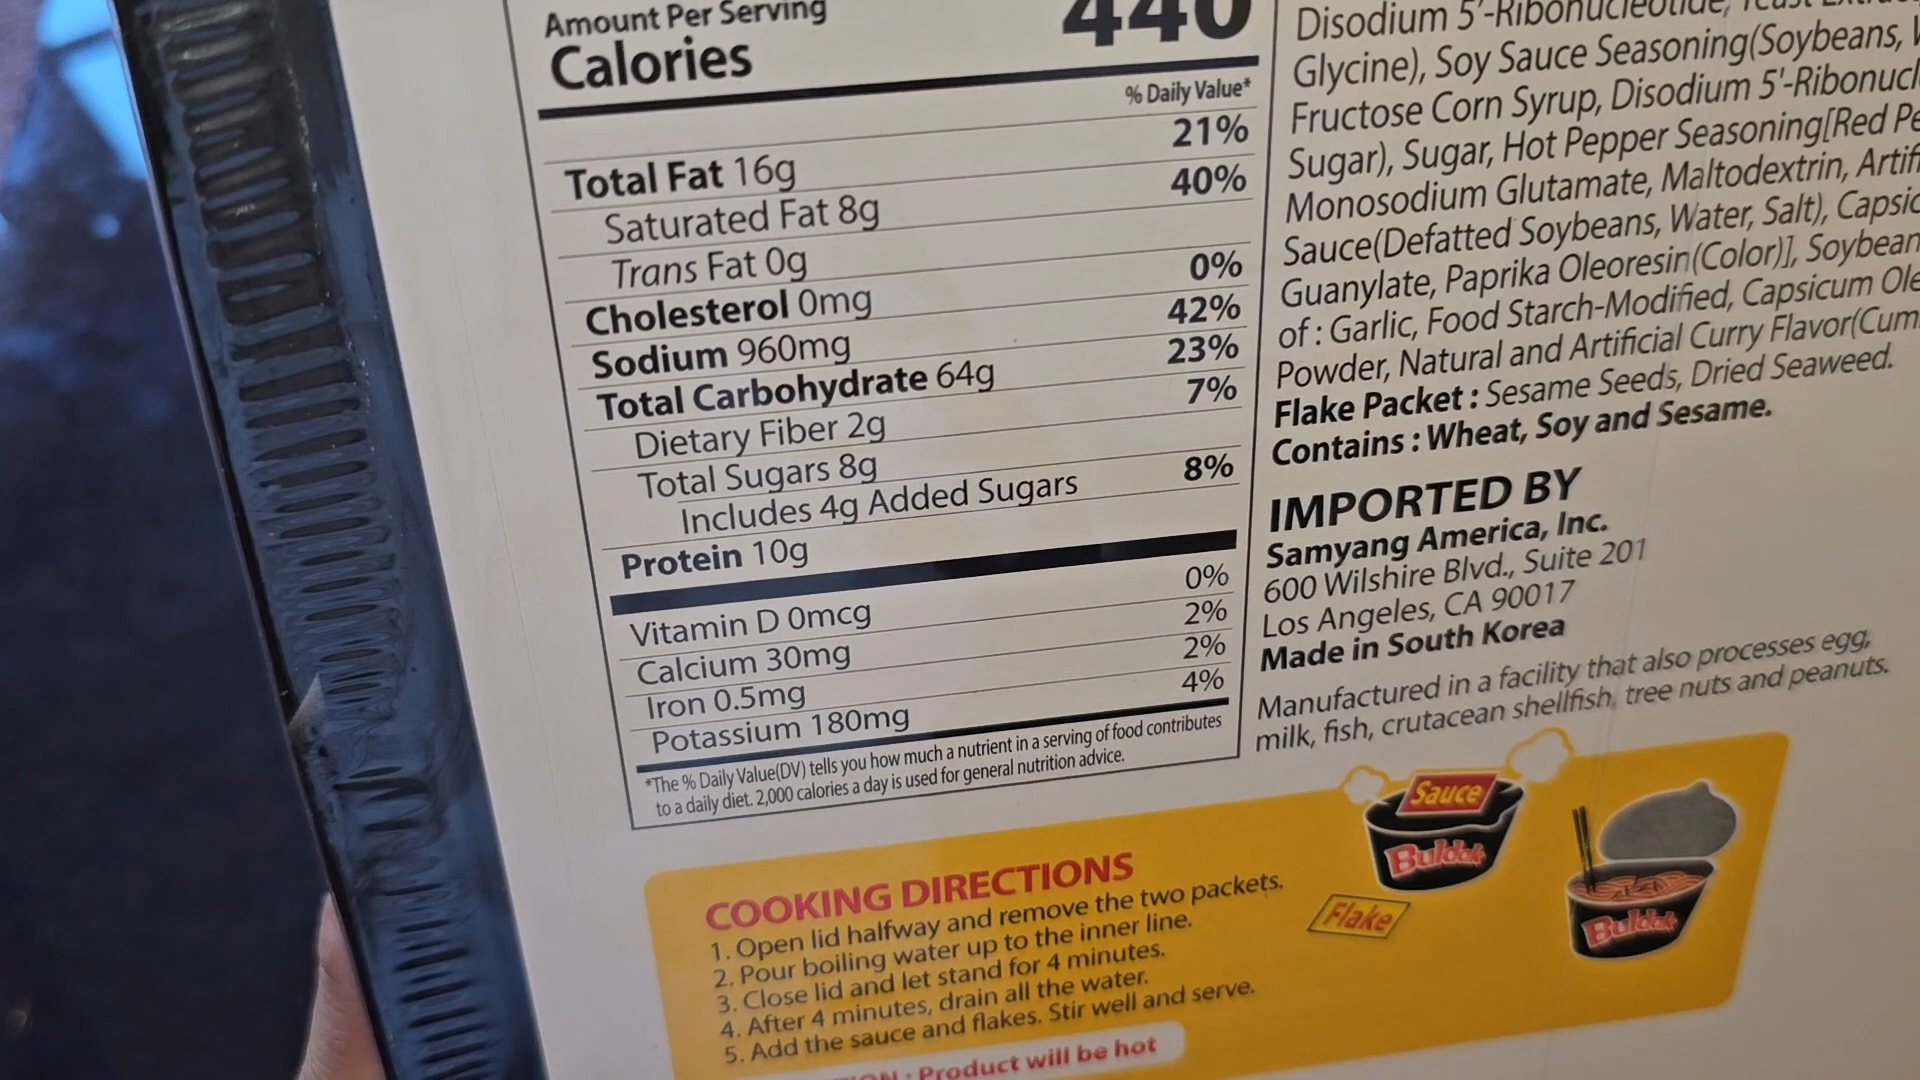 Amount Per Serving
Calories 440
% Daily Value*
Total Fat 16g 21%
Saturated Fat 8g 40%
Trans Fat 0g
Cholesterol 0mg 0%
Sodium 960mg 42%
Total Carbohydrate 64g 23%
Dietary Fiber 2g 7%
Total Sugars 8g
Includes 4g Added Sugars 8%
Protein 10g
Vitamin D 0mcg 0%
Calcium 30mg 2%
Iron 0.5mg 2%
Potassium 180mg 4%
*The % Daily Value(DV) tells you how much a nutrient in a serving of food contributes
to a daily diet. 2,000 calories a day is used for general nutrition advice.
Disodium 5'-Ribonucleotide,
Glycine), Soy Sauce Seasoning(Soybeans,
Fructose Corn Syrup, Disodium
Sugar), Sugar, Hot Pepper Seasoning[Red
Monosodium Glutamate, Maltodextrin,
Sauce(Defatted Soybeans, Water, Salt),
Guanylate, Paprika Oleoresin(Color)], Soybean
of : Garlic, Food Starch-Modified, Capsicum
Powder, Natural and Artificial Curry Flavor
Flake Packet : Sesame Seeds, Dried Seaweed.
Contains : Wheat, Soy and Sesame.
IMPORTED BY
Samyang America, Inc.
600 Wilshire Blvd., Suite 201
Los Angeles, CA 90017
Made in South Korea
Manufactured in a facility that also processes egg,
milk, fish, crutacean shellfish, tree nuts and peanuts.
COOKING DIRECTIONS
1. Open lid halfway and remove the two packets.
2. Pour boiling water up to the inner line.
3. Close lid and let stand for 4 minutes.
4. After 4 minutes, drain all the water.
5. Add the sauce and flakes. Stir well and serve.
: Product will be hot
Sauce
Buldak
Flake
Buldak